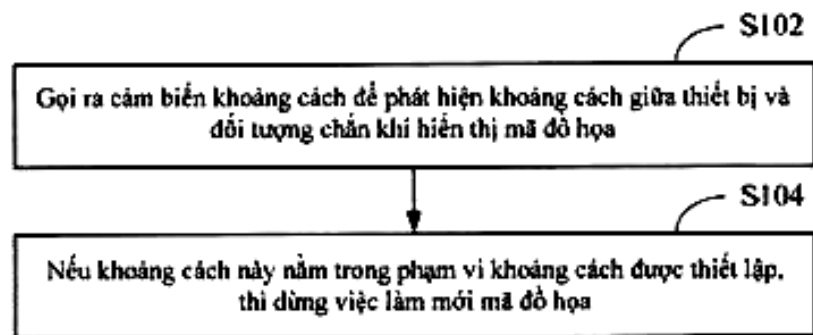 S102
Gọi ra cảm biến khoảng cách để phát hiện khoảng cách giữa thiết bị và
đối tượng chắn khi hiển thị mã đồ họa
S104
Nếu khoảng cách này nằm trong phạm vi khoảng cách được thiết lập,
thì dừng việc làm mới mã đồ họa